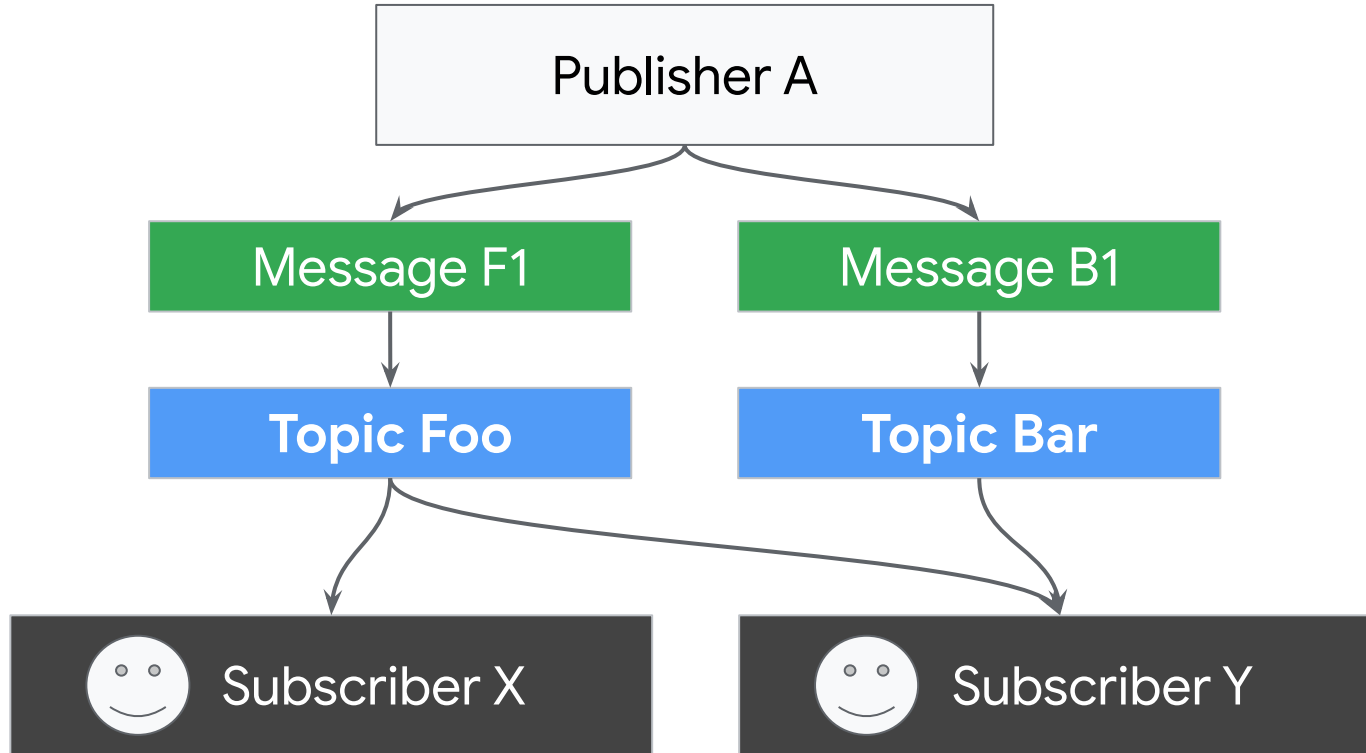 Publisher A
Message F1
Message B1
Topic Foo
Topic Bar
Subscriber X
Subscriber Y